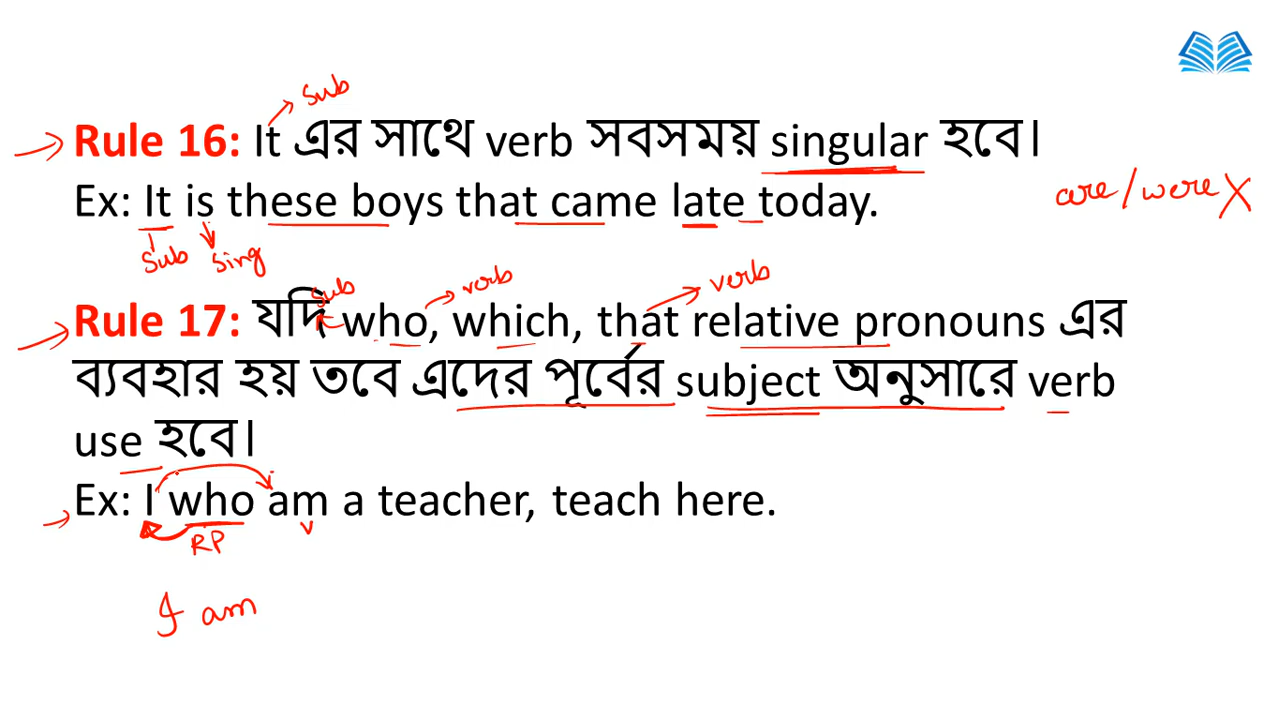 sub
Rule 16: It এর সাথে verb সবসময় singular হবে।
are/were X
Ex: It is these boys that came late today.
sub sing
sub verb verb
Rule 17: যদি who, which, that relative pronouns এর
ব্যবহার হয় তবে এদের পূর্বের subject অনুসারে verb
use হবে।
Ex: I who am a teacher, teach here.
RP v
I am